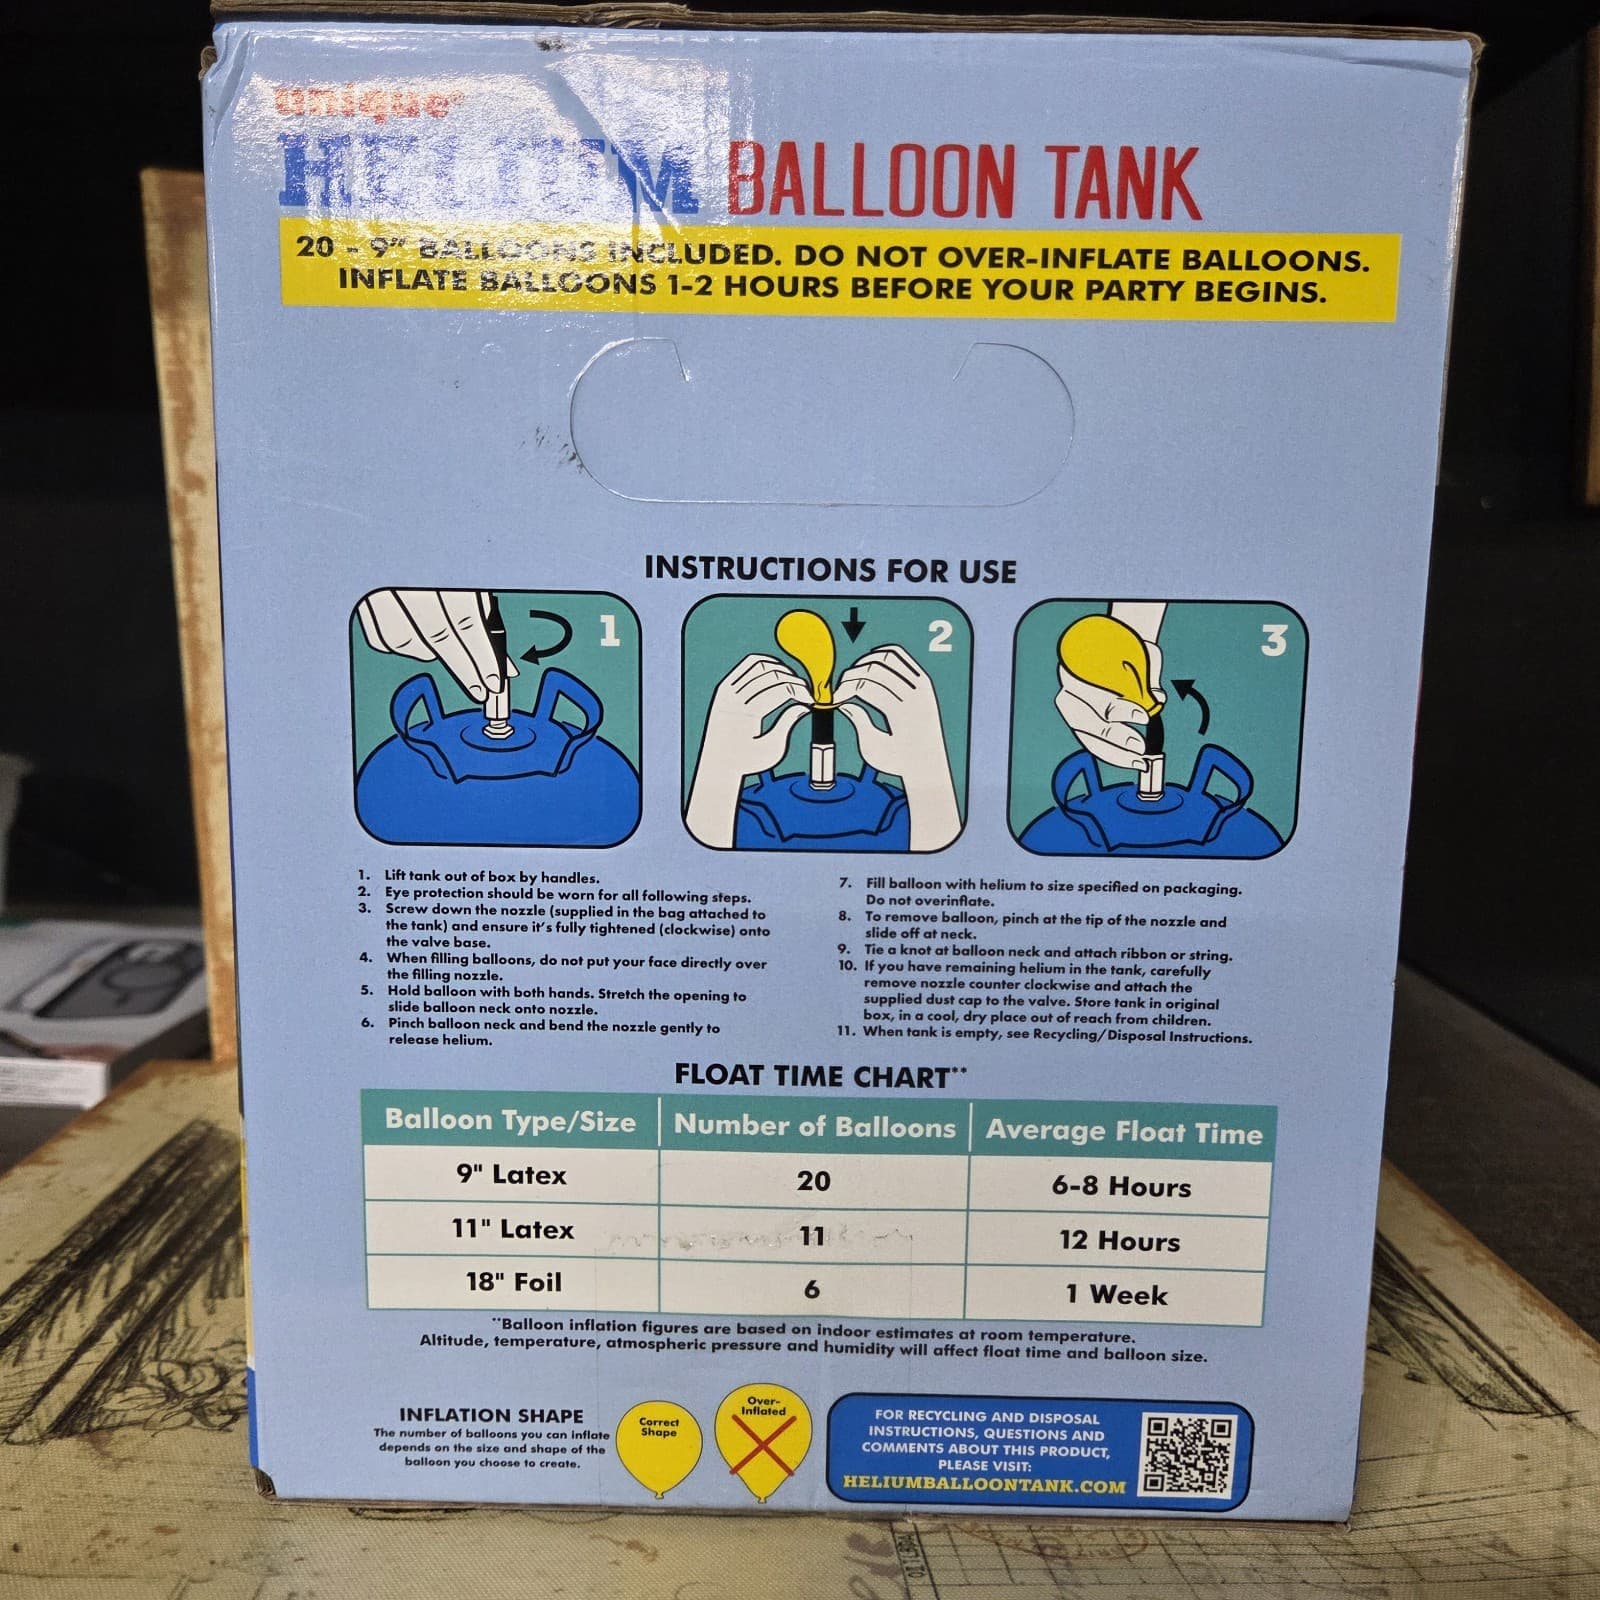 unique®
HELIUM BALLOON TANK
20 - 9" BALLOONS INCLUDED. DO NOT OVER-INFLATE BALLOONS.
INFLATE BALLOONS 1-2 HOURS BEFORE YOUR PARTY BEGINS.
INSTRUCTIONS FOR USE
1
2
3
1. Lift tank out of box by handles.
2. Eye protection should be worn for all following steps.
3. Screw down the nozzle (supplied in the bag attached to
the tank) and ensure it's fully tightened (clockwise) onto
the valve base.
4. When filling balloons, do not put your face directly over
the filling nozzle.
5. Hold balloon with both hands. Stretch the opening to
slide balloon neck onto nozzle.
6. Pinch balloon neck and bend the nozzle gently to
release helium.
7. Fill balloon with helium to size specified on packaging.
Do not overinflate.
8. To remove balloon, pinch at the tip of the nozzle and
slide off at neck.
9. Tie a knot at balloon neck and attach ribbon or string.
10. If you have remaining helium in the tank, carefully
remove nozzle counter clockwise and attach the
supplied dust cap to the valve. Store tank in original
box, in a cool, dry place out of reach from children.
11. When tank is empty, see Recycling/Disposal Instructions.
FLOAT TIME CHART**
Balloon Type/Size Number of Balloons Average Float Time
9" Latex 20 6-8 Hours
11" Latex 11 12 Hours
18" Foil 6 1 Week
**Balloon inflation figures are based on indoor estimates at room temperature.
Altitude, temperature, atmospheric pressure and humidity will affect float time and balloon size.
INFLATION SHAPE
The number of balloons you can inflate
depends on the size and shape of the
balloon you choose to create.
Correct
Shape
Over-
Inflated
FOR RECYCLING AND DISPOSAL
INSTRUCTIONS, QUESTIONS AND
COMMENTS ABOUT THIS PRODUCT,
PLEASE VISIT:
HELIUMBALLOONTANK.COM